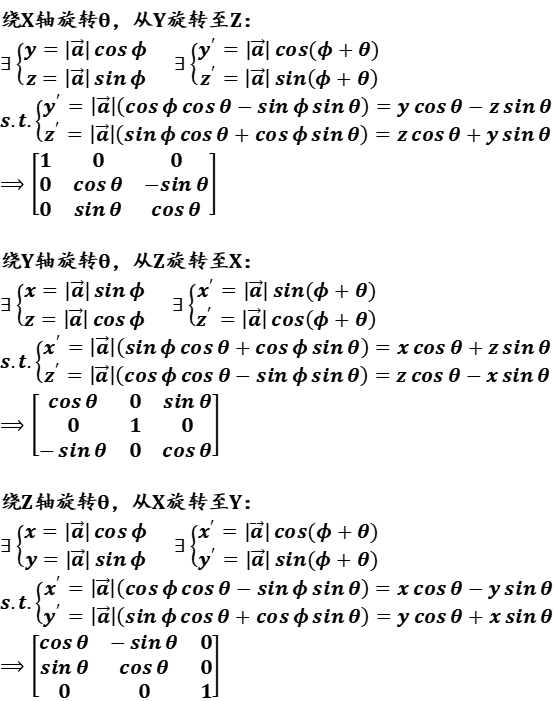 绕X轴旋转θ，从Y旋转至Z：
∃{y = |a⃗| cos ϕ ∃{y′ = |a⃗| cos(ϕ + θ)
z = |a⃗| sin ϕ z′ = |a⃗| sin(ϕ + θ)
s.t.{y′ = |a⃗|(cos ϕ cos θ − sin ϕ sin θ) = y cos θ − z sin θ
z′ = |a⃗|(sin ϕ cos θ + cos ϕ sin θ) = z cos θ + y sin θ
⟹ [1 0 0
0 cos θ −sin θ
0 sin θ cos θ]
绕Y轴旋转θ，从Z旋转至X：
∃{x = |a⃗| sin ϕ ∃{x′ = |a⃗| sin(ϕ + θ)
z = |a⃗| cos ϕ z′ = |a⃗| cos(ϕ + θ)
s.t.{x′ = |a⃗|(sin ϕ cos θ + cos ϕ sin θ) = x cos θ + z sin θ
z′ = |a⃗|(cos ϕ cos θ − sin ϕ sin θ) = z cos θ − x sin θ
⟹ [cos θ 0 sin θ
0 1 0
− sin θ 0 cos θ]
绕Z轴旋转θ，从X旋转至Y：
∃{x = |a⃗| cos ϕ ∃{x′ = |a⃗| cos(ϕ + θ)
y = |a⃗| sin ϕ y′ = |a⃗| sin(ϕ + θ)
s.t.{x′ = |a⃗|(cos ϕ cos θ − sin ϕ sin θ) = x cos θ − y sin θ
y′ = |a⃗|(sin ϕ cos θ + cos ϕ sin θ) = y cos θ + x sin θ
⟹ [cos θ − sin θ 0
sin θ cos θ 0
0 0 1]